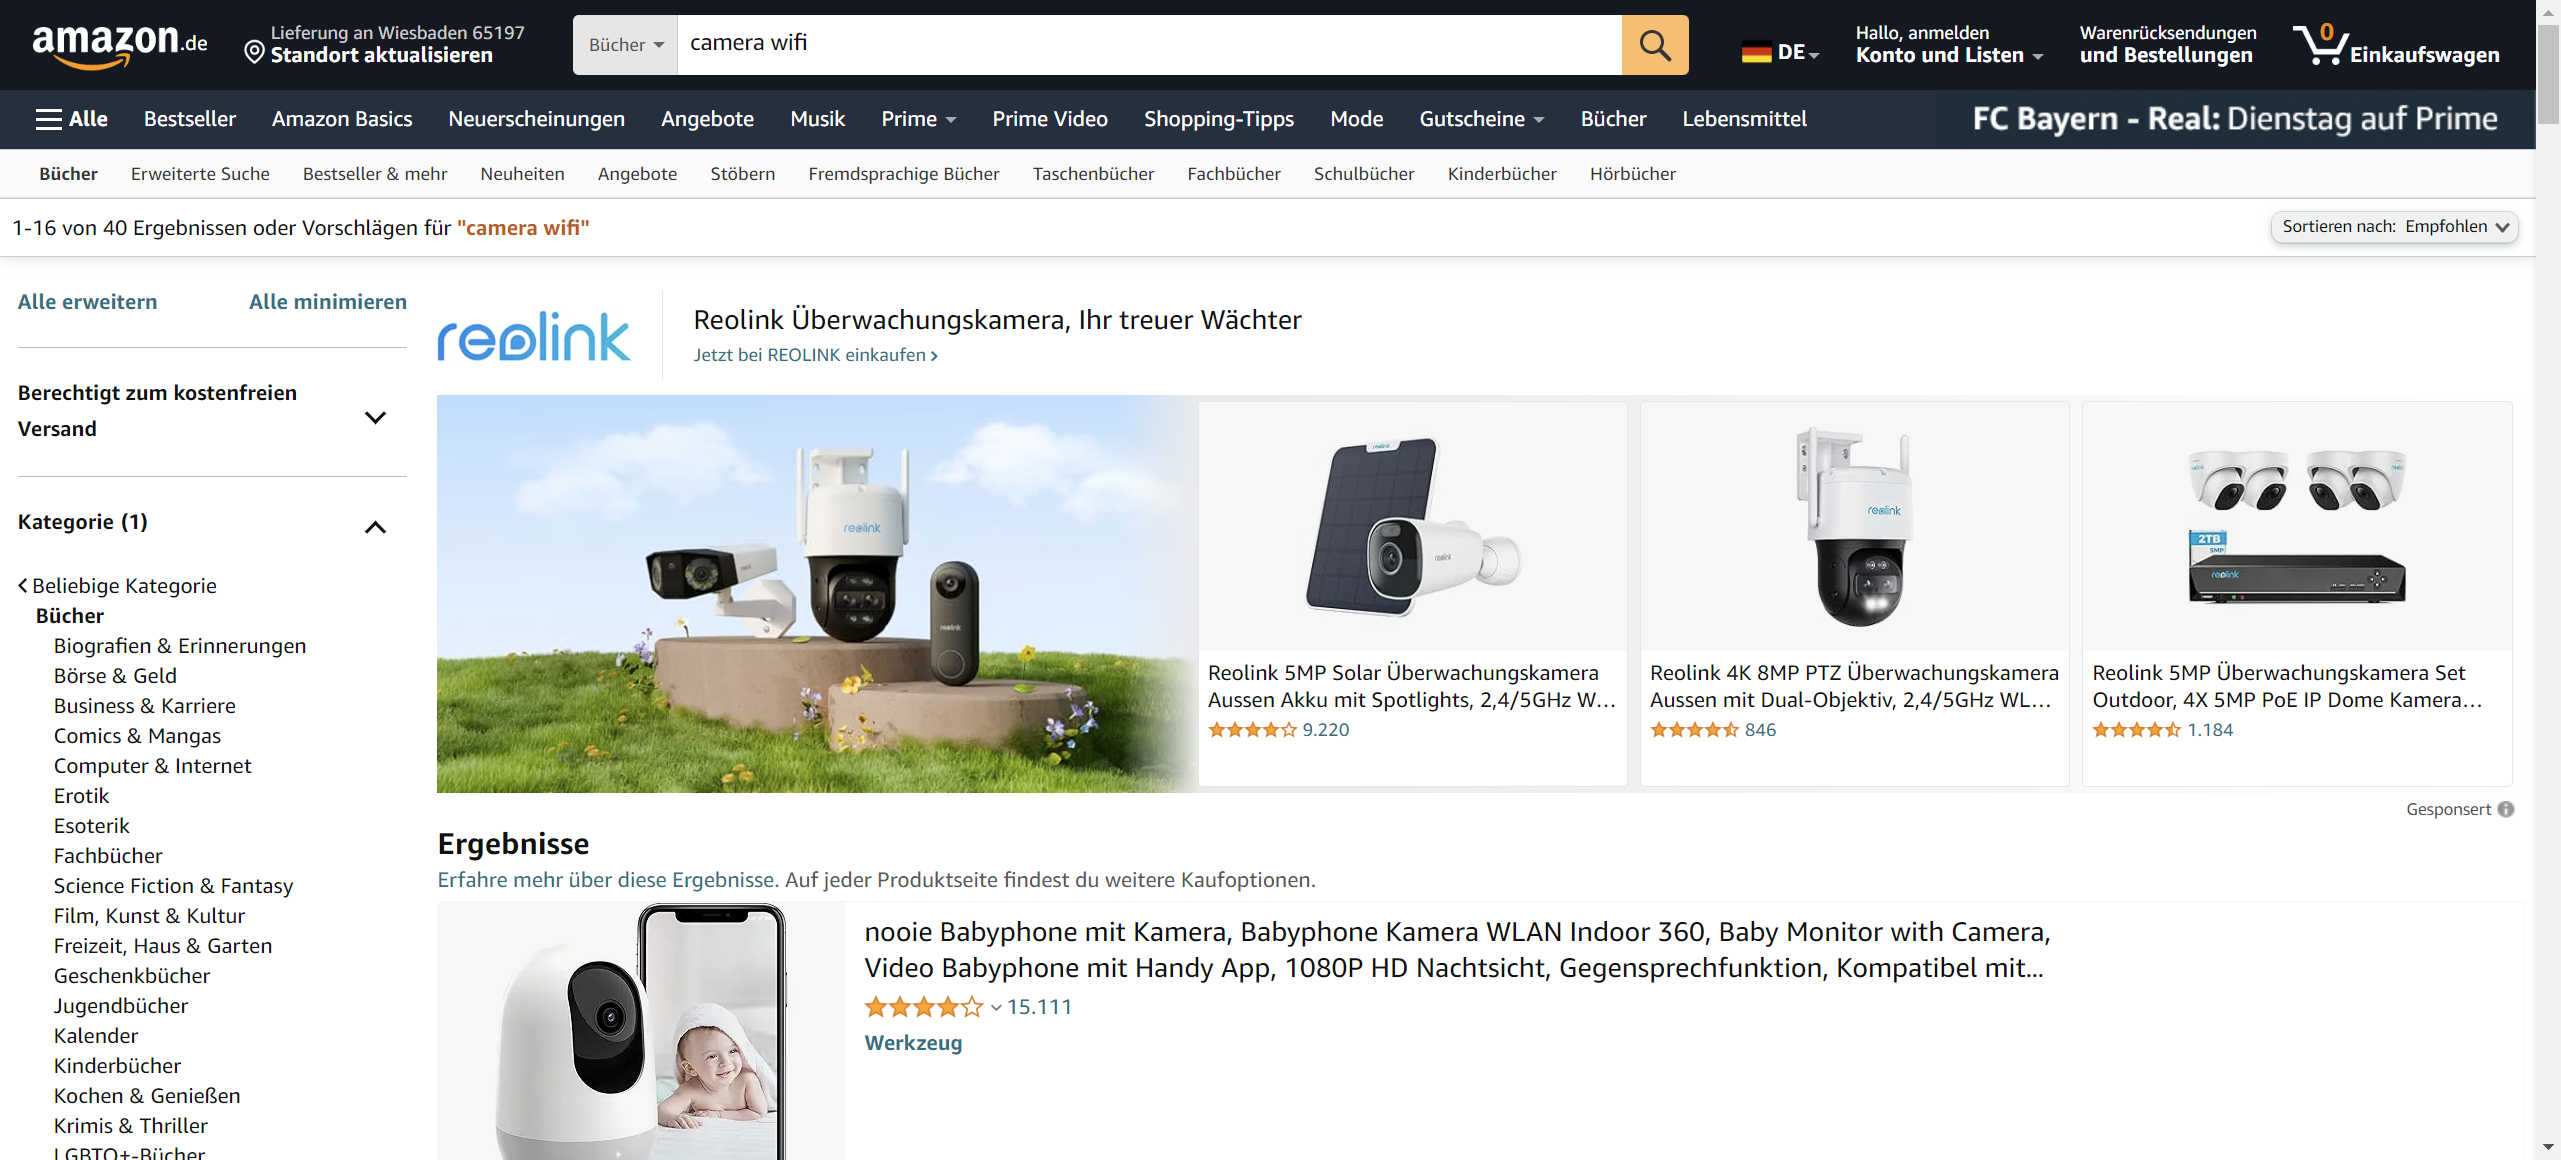 amazon.de
Lieferung an Wiesbaden 65197
Standort aktualisieren
Bücher
camera wifi
DE
Hallo, anmelden
Konto und Listen
Warenrücksendungen
und Bestellungen
0
Einkaufswagen
Alle
Bestseller
Amazon Basics
Neuerscheinungen
Angebote
Musik
Prime
Prime Video
Shopping-Tipps
Mode
Gutscheine
Bücher
Lebensmittel
FC Bayern - Real: Dienstag auf Prime
Bücher
Erweiterte Suche
Bestseller & mehr
Neuheiten
Angebote
Stöbern
Fremdsprachige Bücher
Taschenbücher
Fachbücher
Schulbücher
Kinderbücher
Hörbücher
1-16 von 40 Ergebnissen oder Vorschlägen für "camera wifi"
Sortieren nach: Empfohlen
Alle erweitern
Alle minimieren
Berechtigt zum kostenfreien
Versand
Kategorie (1)
Beliebige Kategorie
Bücher
Biografien & Erinnerungen
Börse & Geld
Business & Karriere
Comics & Mangas
Computer & Internet
Erotik
Esoterik
Fachbücher
Science Fiction & Fantasy
Film, Kunst & Kultur
Freizeit, Haus & Garten
Geschenkbücher
Jugendbücher
Kalender
Kinderbücher
Kochen & Genießen
Krimis & Thriller
LGBTQ+-Bücher
reolink
Reolink Überwachungskamera, Ihr treuer Wächter
Jetzt bei REOLINK einkaufen
reolink
reolink
reolink
reolink
Reolink 5MP Solar Überwachungskamera
Aussen Akku mit Spotlights, 2,4/5GHz W…
9.220
reolink
Reolink 4K 8MP PTZ Überwachungskamera
Aussen mit Dual-Objektiv, 2,4/5GHz WL…
846
2TB
5MP
reolink
Reolink 5MP Überwachungskamera Set
Outdoor, 4X 5MP PoE IP Dome Kamera…
1.184
Gesponsert
Ergebnisse
Erfahre mehr über diese Ergebnisse. Auf jeder Produktseite findest du weitere Kaufoptionen.
nooie Babyphone mit Kamera, Babyphone Kamera WLAN Indoor 360, Baby Monitor with Camera,
Video Babyphone mit Handy App, 1080P HD Nachtsicht, Gegensprechfunktion, Kompatibel mit…
15.111
Werkzeug